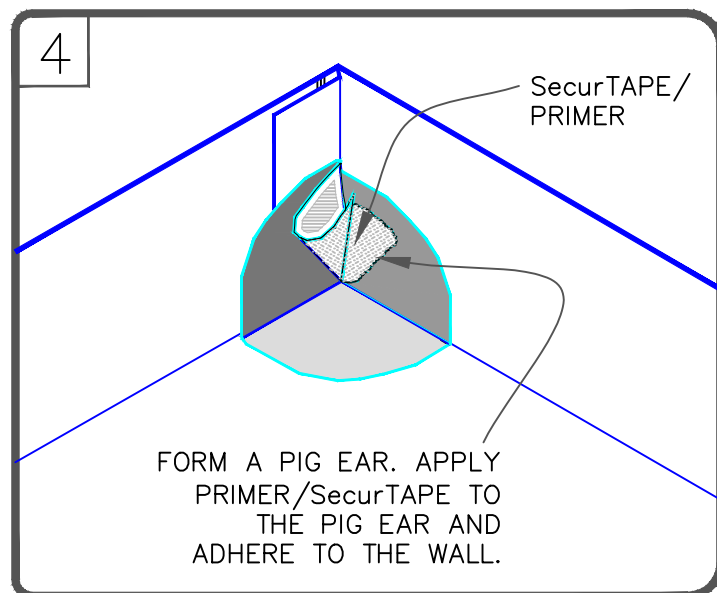 4
SecurTAPE/
PRIMER
FORM A PIG EAR. APPLY
PRIMER/SecurTAPE TO
THE PIG EAR AND
ADHERE TO THE WALL.